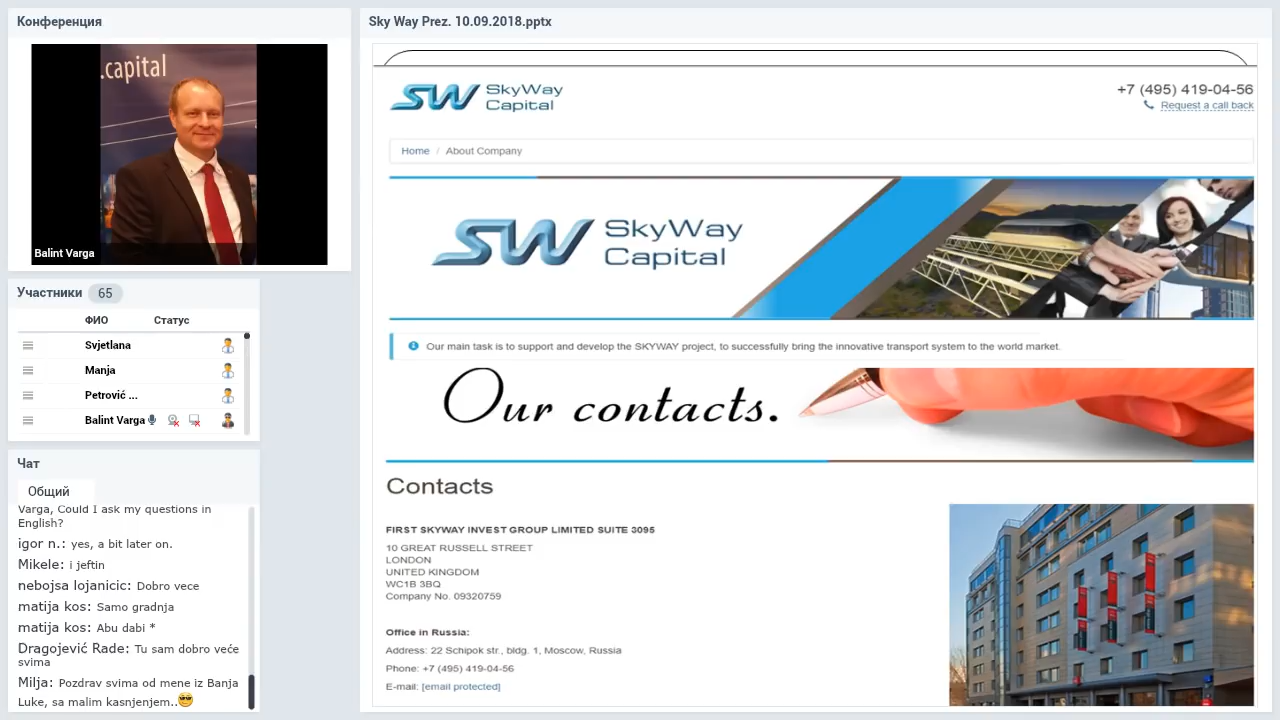 Конференция
.capital
Balint Varga
Участники 65
ФИО Статус
Svjetlana
Manja
Petrović ...
Balint Varga
Чат
Общий
Varga, Could I ask my questions in
English?
igor n.: yes, a bit later on.
Mikele: i jeftin
nebojsa lojanicic: Dobro vece
matija kos: Samo gradnja
matija kos: Abu dabi *
Dragojević Rade: Tu sam dobro veće
svima
Milja: Pozdrav svima od mene iz Banja
Luke, sa malim kasnjenjem..😎
Sky Way Prez. 10.09.2018.pptx
SW SkyWay
Capital
+7 (495) 419-04-56
Request a call back
Home / About Company
SW SkyWay
Capital
Our main task is to support and develop the SKYWAY project, to successfully bring the innovative transport system to the world market.
Our contacts.
Contacts
FIRST SKYWAY INVEST GROUP LIMITED SUITE 3095
10 GREAT RUSSELL STREET
LONDON
UNITED KINGDOM
WC1B 3BQ
Company No. 09320759
Office in Russia:
Address: 22 Schipok str., bldg. 1, Moscow, Russia
Phone: +7 (495) 419-04-56
E-mail: [email protected]